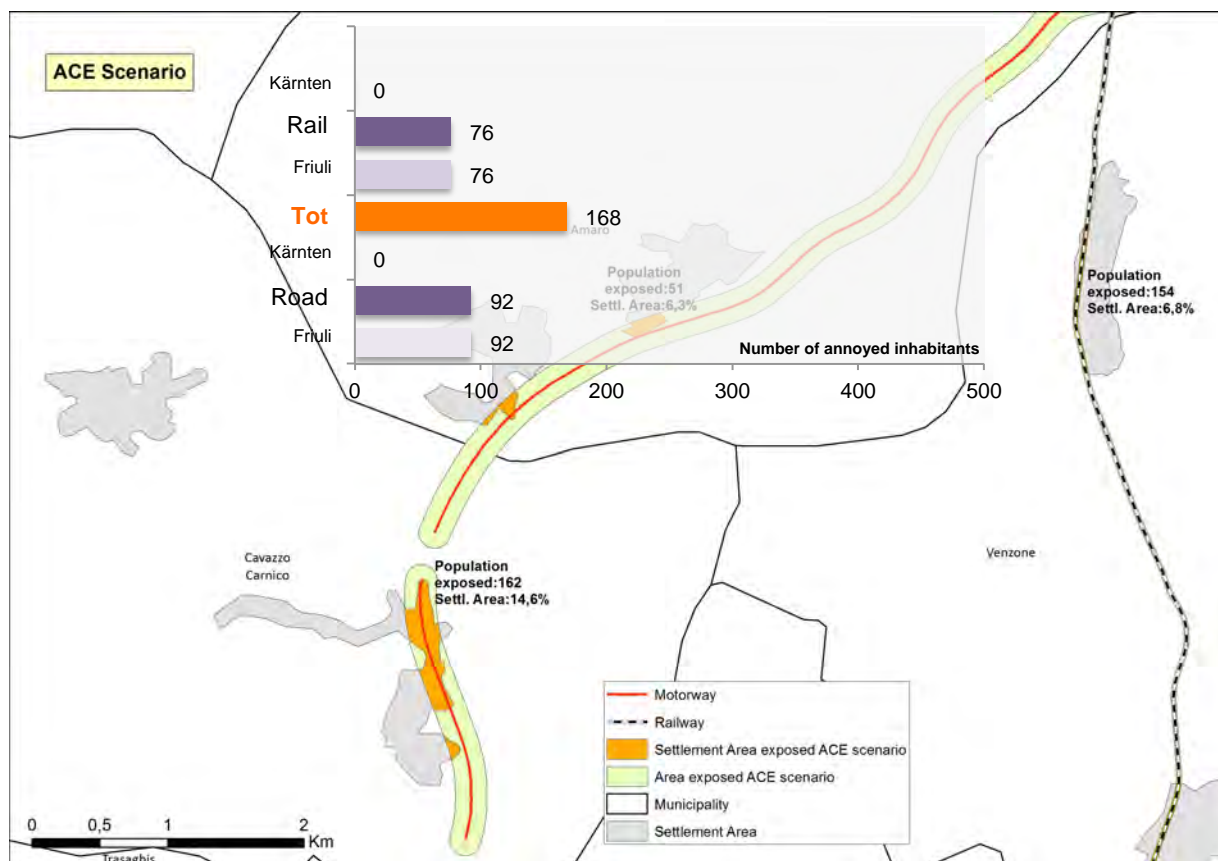 ACE Scenario
Kärnten
0
Rail
76
Friuli
76
Tot
168
Kärnten
0
Road
92
Friuli
92
Number of annoyed inhabitants
0 100 200 300 400 500
Amaro
Population
exposed:51
Settl. Area:6,3%
Population
exposed:154
Settl. Area:6,8%
Cavazzo
Carnico
Population
exposed:162
Settl. Area:14,6%
Venzone
Motorway
Railway
Settlement Area exposed ACE scenario
Area exposed ACE scenario
Municipality
Settlement Area
0 0,5 1 2
Km
Trasaghis